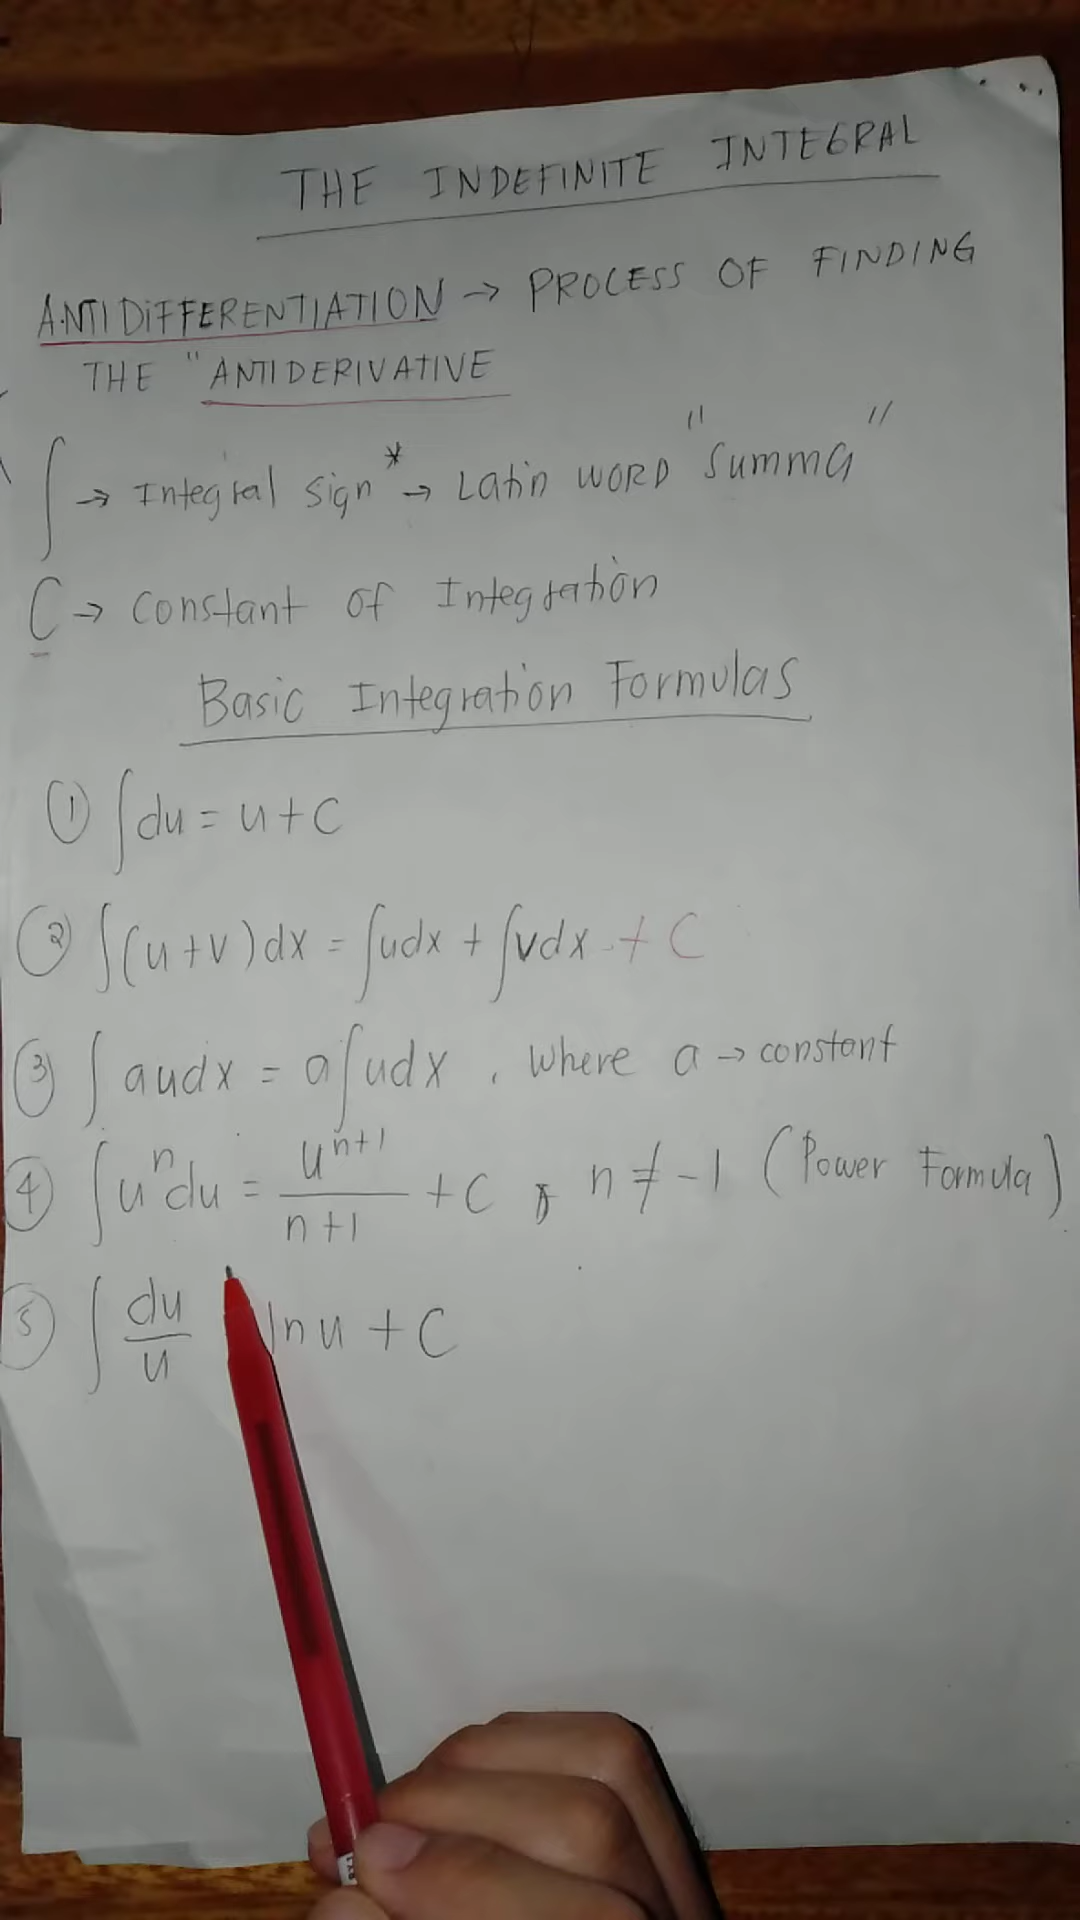 THE INDEFINITE INTEGRAL
ANTIDIFFERENTIATION → PROCESS OF FINDING
THE "ANTIDERIVATIVE
∫ → Integral sign* → Latin WORD "Summa"
C → Constant of Integration
Basic Integration Formulas
① ∫du = u + C
② ∫(u+v)dx = ∫udx + ∫vdx + C
③ ∫ audx = a∫udx , where a → constant
④ ∫uⁿdu = uⁿ⁺¹/n+1 + C , n ≠ -1 (Power Formula)
⑤ ∫ du/u ln u + C